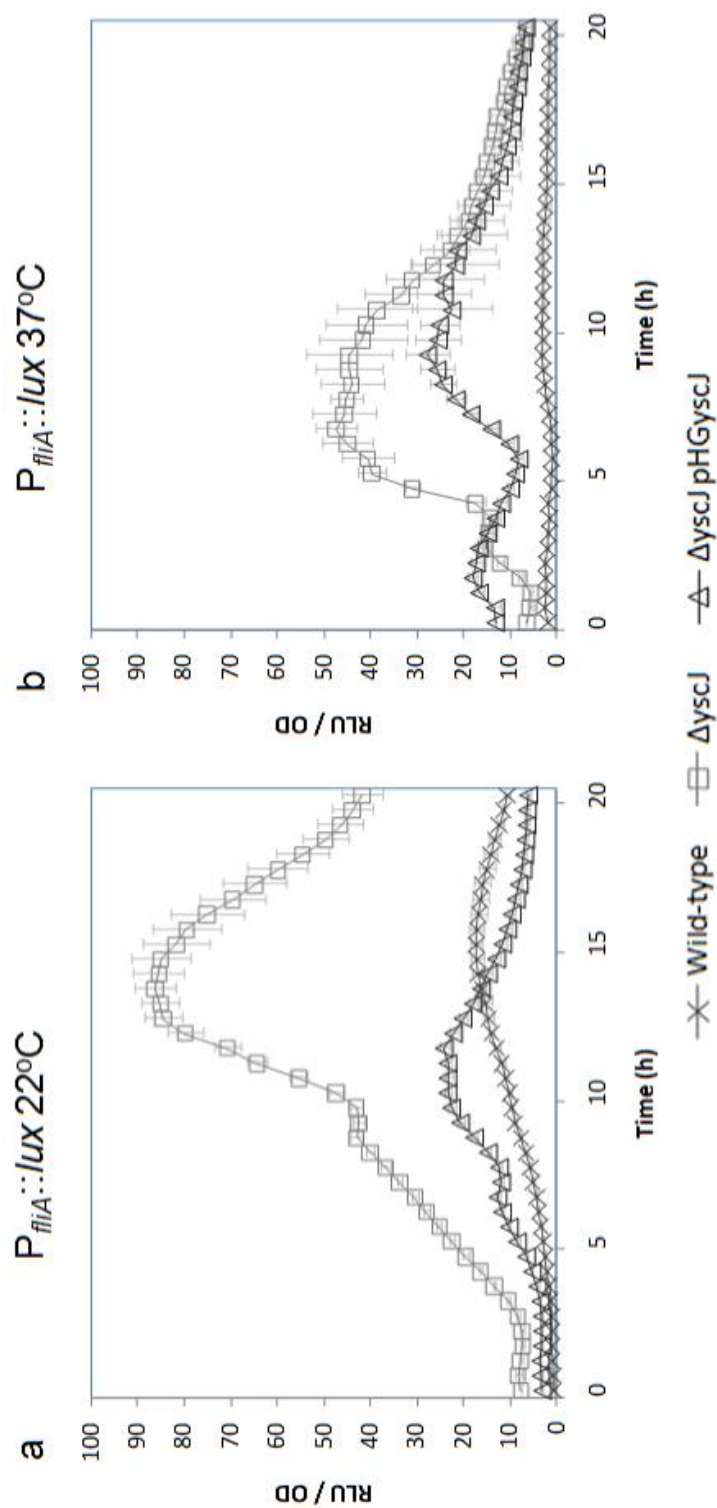 a
P_fliA::lux 22°C
RLU / OD
100
90
80
70
60
50
40
30
20
10
0
0
5
10
15
20
Time (h)
b
P_fliA::lux 37°C
RLU / OD
100
90
80
70
60
50
40
30
20
10
0
0
5
10
15
20
Time (h)
Wild-type
ΔyscJ
ΔyscJ pHGyscJ